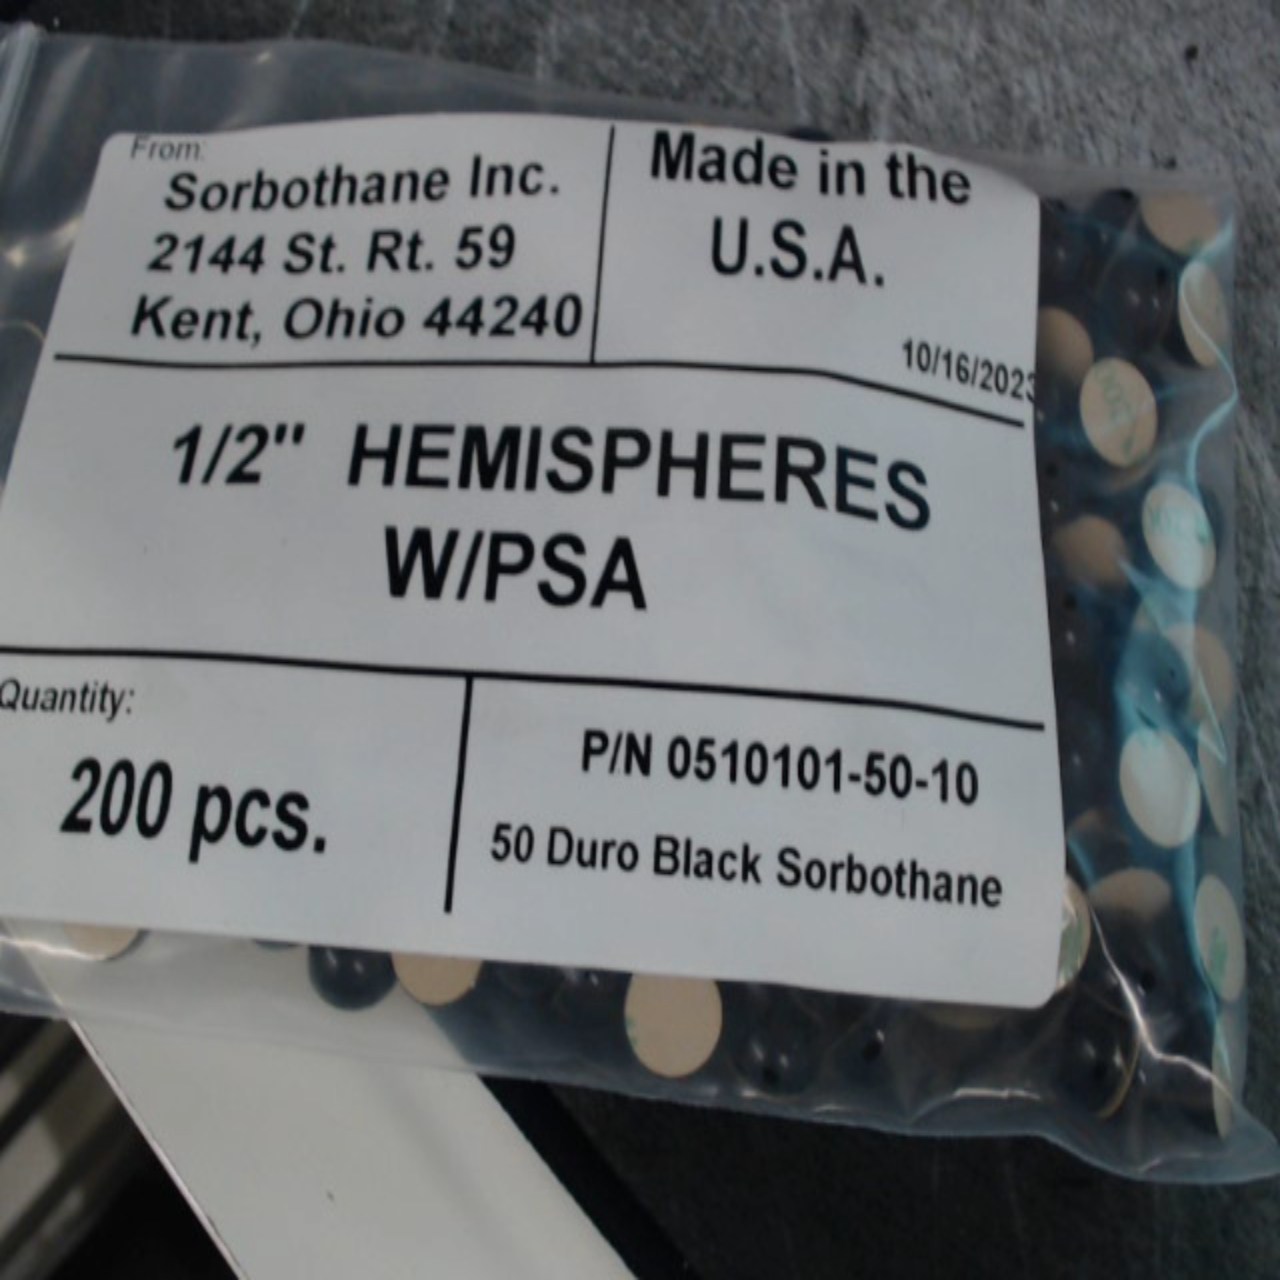 From:
Sorbothane Inc.
2144 St. Rt. 59
Kent, Ohio 44240
Made in the
U.S.A.
10/16/2023
1/2" HEMISPHERES
W/PSA
Quantity:
200 pcs.
P/N 0510101-50-10
50 Duro Black Sorbothane